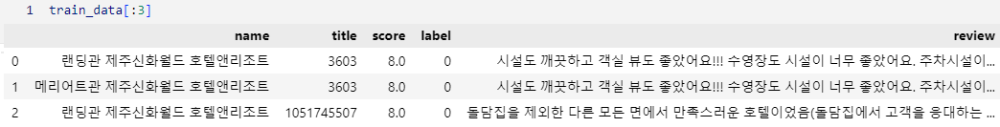 1 train_data[:3]
name title score label review
0 랜딩관 제주신화월드 호텔앤리조트 3603 8.0 0 시설도 깨끗하고 객실 뷰도 좋았어요!!! 수영장도 시설이 너무 좋았어요. 주차시설이...
1 메리어트관 제주신화월드 호텔앤리조트 3603 8.0 0 시설도 깨끗하고 객실 뷰도 좋았어요!!! 수영장도 시설이 너무 좋았어요. 주차시설이...
2 랜딩관 제주신화월드 호텔앤리조트 1051745507 8.0 0 돌담집을 제외한 다른 모든 면에서 만족스러운 호텔이었음(돌담집에서 고객을 응대하는 ...